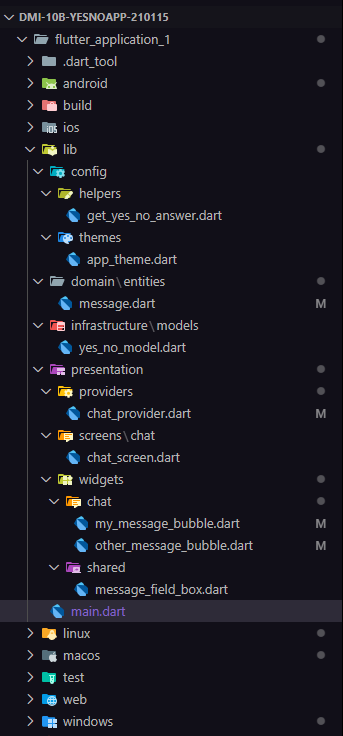 DMI-10B-YESNOAPP-210115
flutter_application_1
.dart_tool
android
build
ios
lib
config
helpers
get_yes_no_answer.dart
themes
app_theme.dart
domain\entities
message.dart M
infrastructure\models
yes_no_model.dart
presentation
providers
chat_provider.dart M
screens\chat
chat_screen.dart
widgets
chat
my_message_bubble.dart M
other_message_bubble.dart M
shared
message_field_box.dart
main.dart
linux
macos
test
web
windows